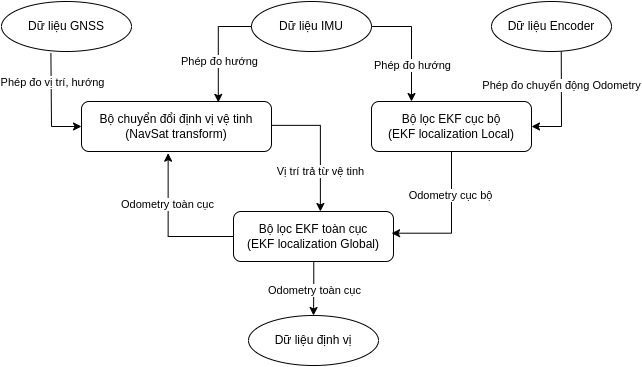 Dữ liệu GNSS
Dữ liệu IMU
Dữ liệu Encoder
Phép đo vị trí, hướng
Phép đo hướng
Phép đo hướng
Phép đo chuyển động Odometry
Bộ chuyển đổi định vị vệ tinh
(NavSat transform)
Bộ lọc EKF cục bộ
(EKF localization Local)
Vị trí trả từ vệ tinh
Odometry toàn cục
Odometry cục bộ
Bộ lọc EKF toàn cục
(EKF localization Global)
Odometry toàn cục
Dữ liệu định vị